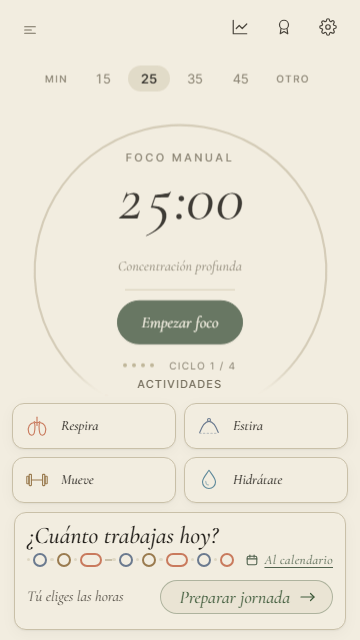 MIN 15 25 35 45 OTRO
FOCO MANUAL
25:00
Concentración profunda
Empezar foco
CICLO 1 / 4
ACTIVIDADES
Respira
Estira
Mueve
Hidrátate
¿Cuánto trabajas hoy?
Al calendario
Tú eliges las horas
Preparar jornada →